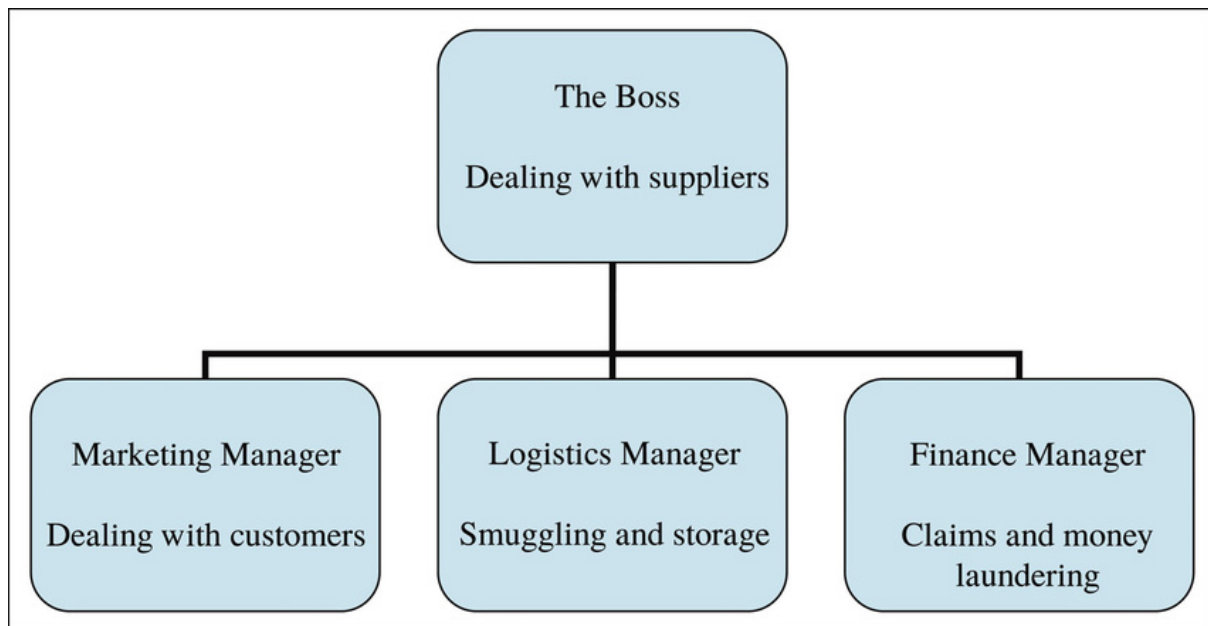 The Boss
Dealing with suppliers
Marketing Manager
Dealing with customers
Logistics Manager
Smuggling and storage
Finance Manager
Claims and money
laundering